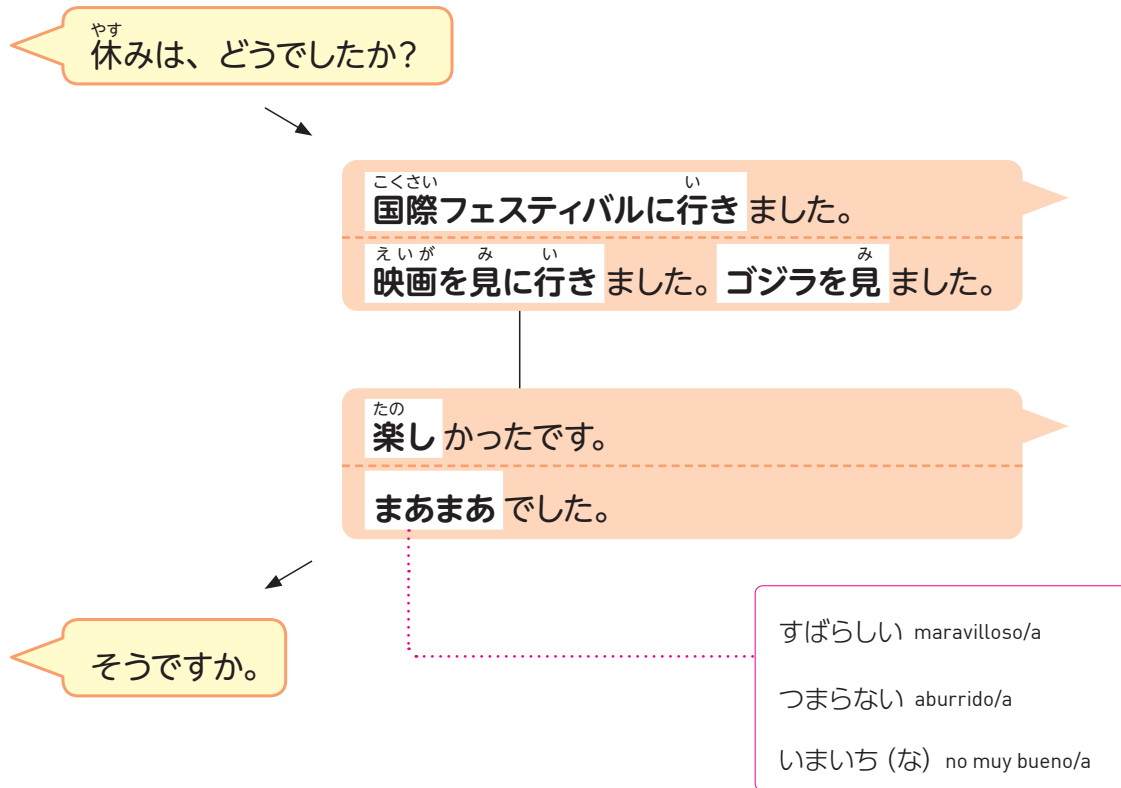 やす
休みは、どうでしたか?
こくさい い
国際フェスティバルに行き ました。
えいが み い み
映画を見に行き ました。 ゴジラを見 ました。
たの
楽し かったです。
まあまあ でした。
そうですか。
すばらしい maravilloso/a
つまらない aburrido/a
いまいち (な) no muy bueno/a